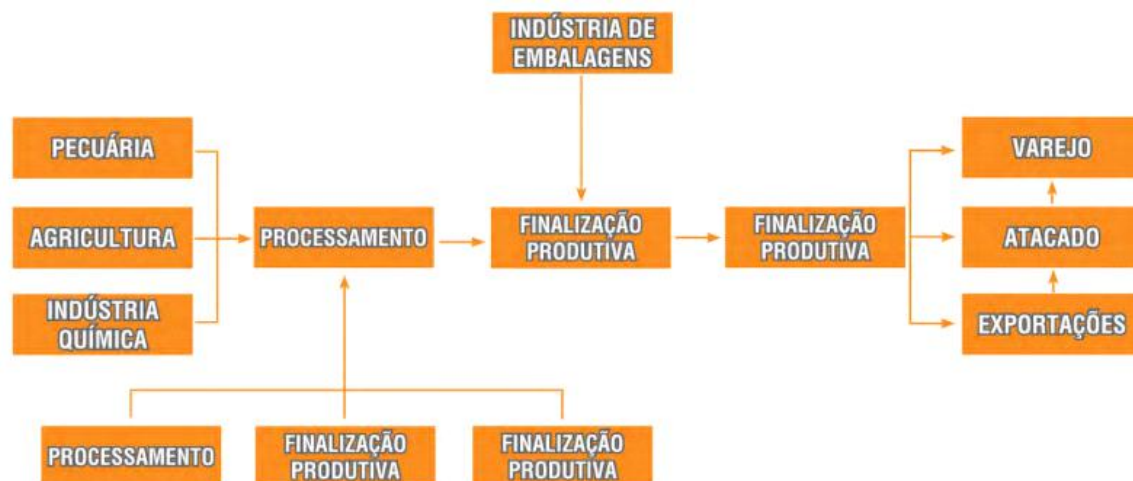 INDÚSTRIA DE
EMBALAGENS
PECUÁRIA
VAREJO
AGRICULTURA
PROCESSAMENTO
FINALIZAÇÃO
PRODUTIVA
FINALIZAÇÃO
PRODUTIVA
ATACADO
INDÚSTRIA
QUÍMICA
EXPORTAÇÕES
PROCESSAMENTO
FINALIZAÇÃO
PRODUTIVA
FINALIZAÇÃO
PRODUTIVA